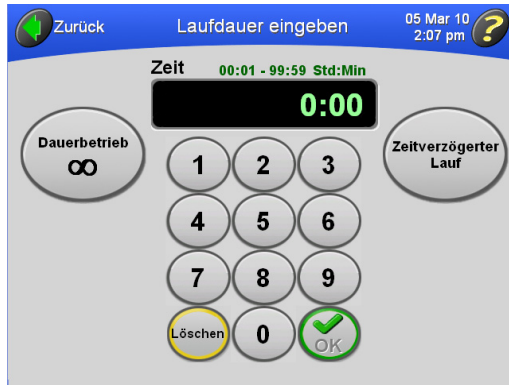 Zurück
Laufdauer eingeben
05 Mar 10
2:07 pm
?
Zeit 00:01 - 99:59 Std:Min
0:00
Dauerbetrieb
∞
Zeitverzögerter
Lauf
1 2 3
4 5 6
7 8 9
Löschen 0 OK